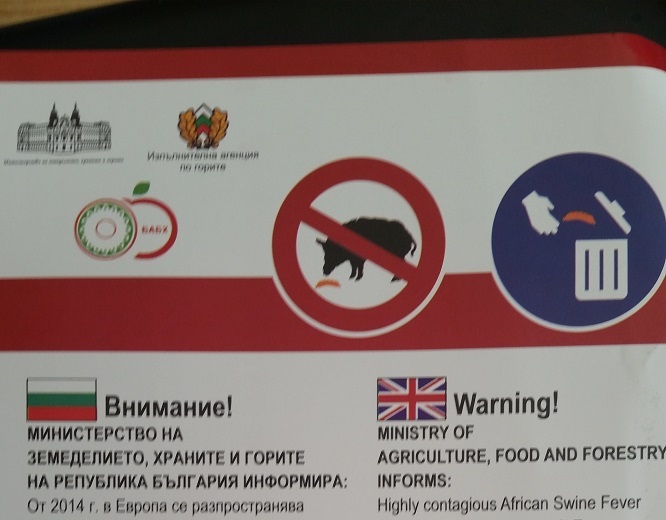 Изпълнителна агенция
по горите
БАБХ
Внимание!
МИНИСТЕРСТВО НА
ЗЕМЕДЕЛИЕТО, ХРАНИТЕ И ГОРИТЕ
НА РЕПУБЛИКА БЪЛГАРИЯ ИНФОРМИРА:
От 2014 г. в Европа се разпространява
Warning!
MINISTRY OF
AGRICULTURE, FOOD AND FORESTRY
INFORMS:
Highly contagious African Swine Fever